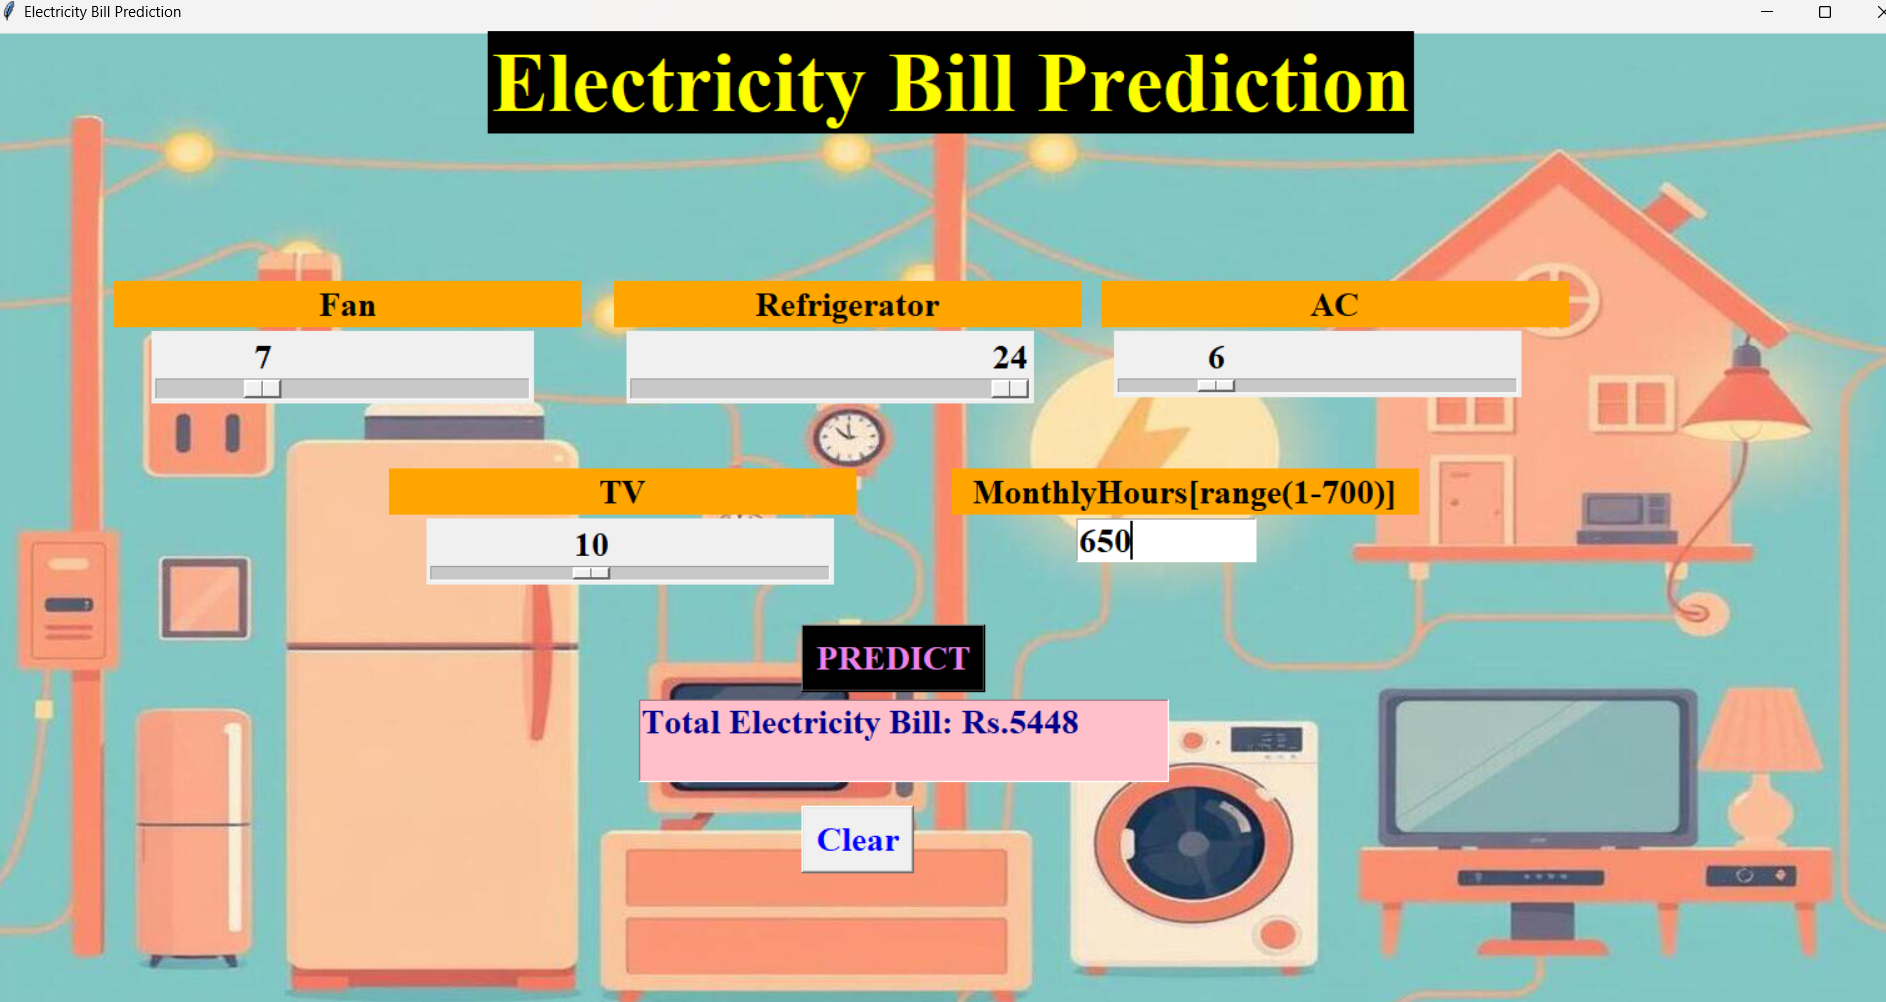 Electricity Bill Prediction
Electricity Bill Prediction
Fan
Refrigerator
AC
7
24
6
TV
MonthlyHours[range(1-700)]
10
650
PREDICT
Total Electricity Bill: Rs.5448
Clear